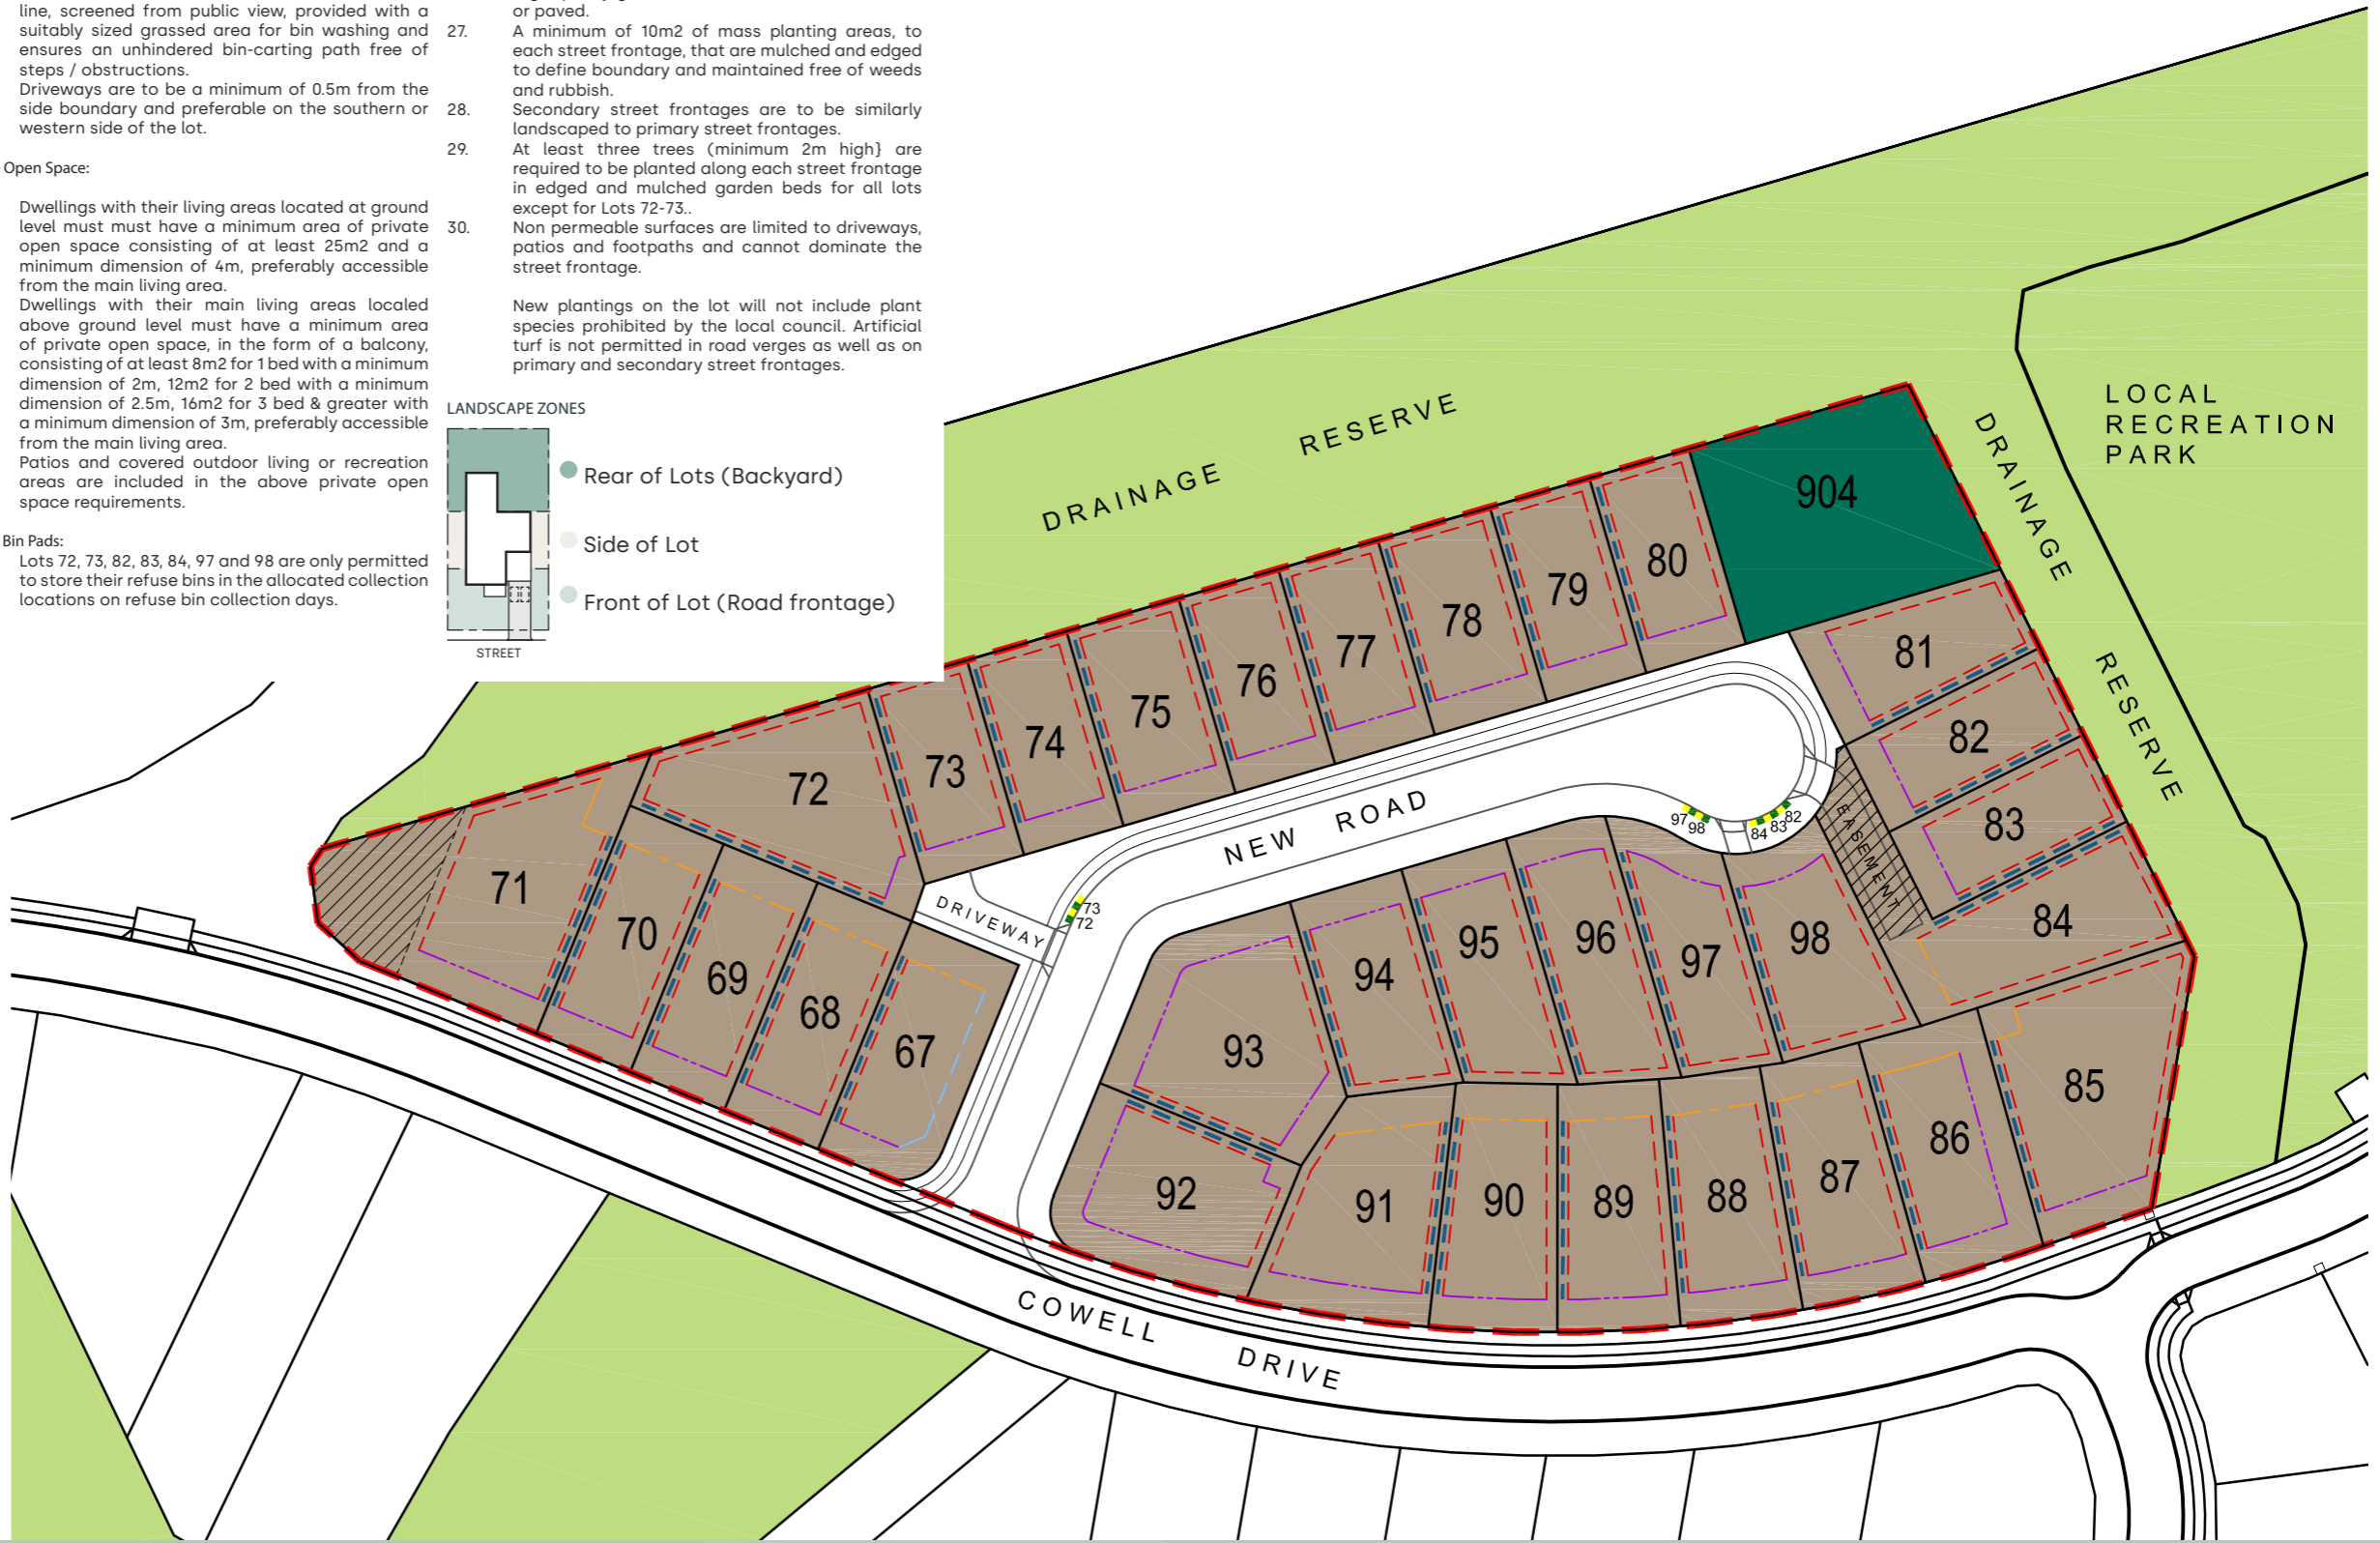 line, screened from public view, provided with a
suitably sized grassed area for bin washing and
ensures an unhindered bin-carting path free of
steps / obstructions.
Driveways are to be a minimum of 0.5m from the
side boundary and preferable on the southern or
western side of the lot.
Open Space:
Dwellings with their living areas located at ground
level must must have a minimum area of private
open space consisting of at least 25m2 and a
minimum dimension of 4m, preferably accessible
from the main living area.
Dwellings with their main living areas localed
above ground level must have a minimum area
of private open space, in the form of a balcony,
consisting of at least 8m2 for 1 bed with a minimum
dimension of 2m, 12m2 for 2 bed with a minimum
dimension of 2.5m, 16m2 for 3 bed & greater with
a minimum dimension of 3m, preferably accessible
from the main living area.
Patios and covered outdoor living or recreation
areas are included in the above private open
space requirements.
Bin Pads:
Lots 72, 73, 82, 83, 84, 97 and 98 are only permitted
to store their refuse bins in the allocated collection
locations on refuse bin collection days.
or paved.
27. A minimum of 10m2 of mass planting areas, to
each street frontage, that are mulched and edged
to define boundary and maintained free of weeds
and rubbish.
28. Secondary street frontages are to be similarly
landscaped to primary street frontages.
29. At least three trees (minimum 2m high} are
required to be planted along each street frontage
in edged and mulched garden beds for all lots
except for Lots 72-73..
30. Non permeable surfaces are limited to driveways,
patios and footpaths and cannot dominate the
street frontage.
New plantings on the lot will not include plant
species prohibited by the local council. Artificial
turf is not permitted in road verges as well as on
primary and secondary street frontages.
LANDSCAPE ZONES
Rear of Lots (Backyard)
Side of Lot
Front of Lot (Road frontage)
STREET
DRAINAGE RESERVE
LOCAL
RECREATION
PARK
DRAINAGE RESERVE
904
80
79
78
77
76
75
74
73
72
71
70
69
68
67
81
82
83
84
85
86
87
88
89
90
91
92
93
94
95
96
97
98
NEW ROAD
DRIVEWAY
73
72
97
98
84
83
82
EASEMENT
COWELL DRIVE